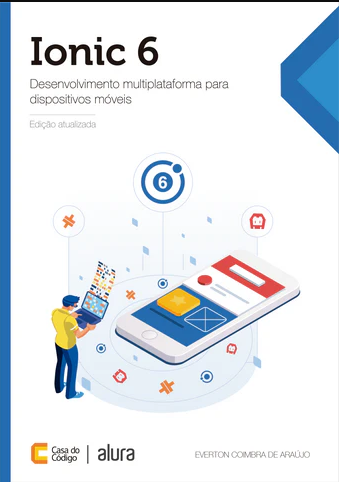 Ionic 6
Desenvolvimento multiplataforma para
dispositivos móveis
Edição atualizada
6
Casa do
Código
alura
EVERTON COIMBRA DE ARAÚJO